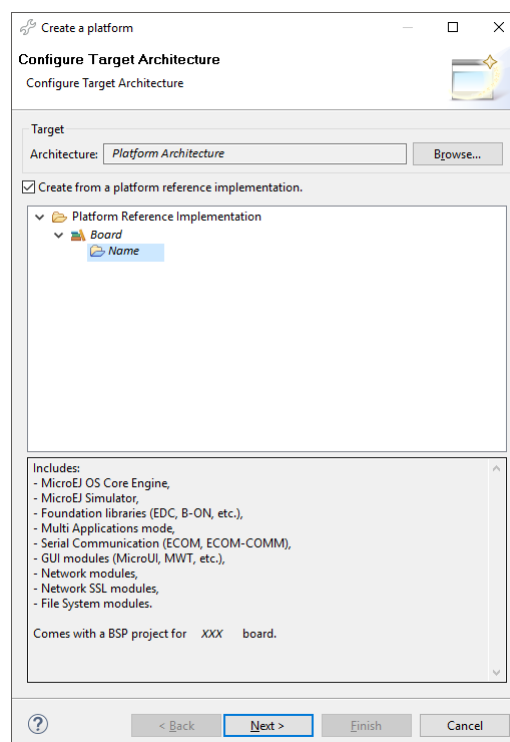 Create a platform
Configure Target Architecture
Configure Target Architecture
Target
Architecture: Platform Architecture Browse...
Create from a platform reference implementation.
Platform Reference Implementation
Board
Name
Includes:
- MicroEJ OS Core Engine,
- MicroEJ Simulator,
- Foundation libraries (EDC, B-ON, etc.),
- Multi Applications mode,
- Serial Communication (ECOM, ECOM-COMM),
- GUI modules (MicroUI, MWT, etc.),
- Network modules,
- Network SSL modules,
- File System modules.
Comes with a BSP project for XXX board.
? < Back Next > Finish Cancel